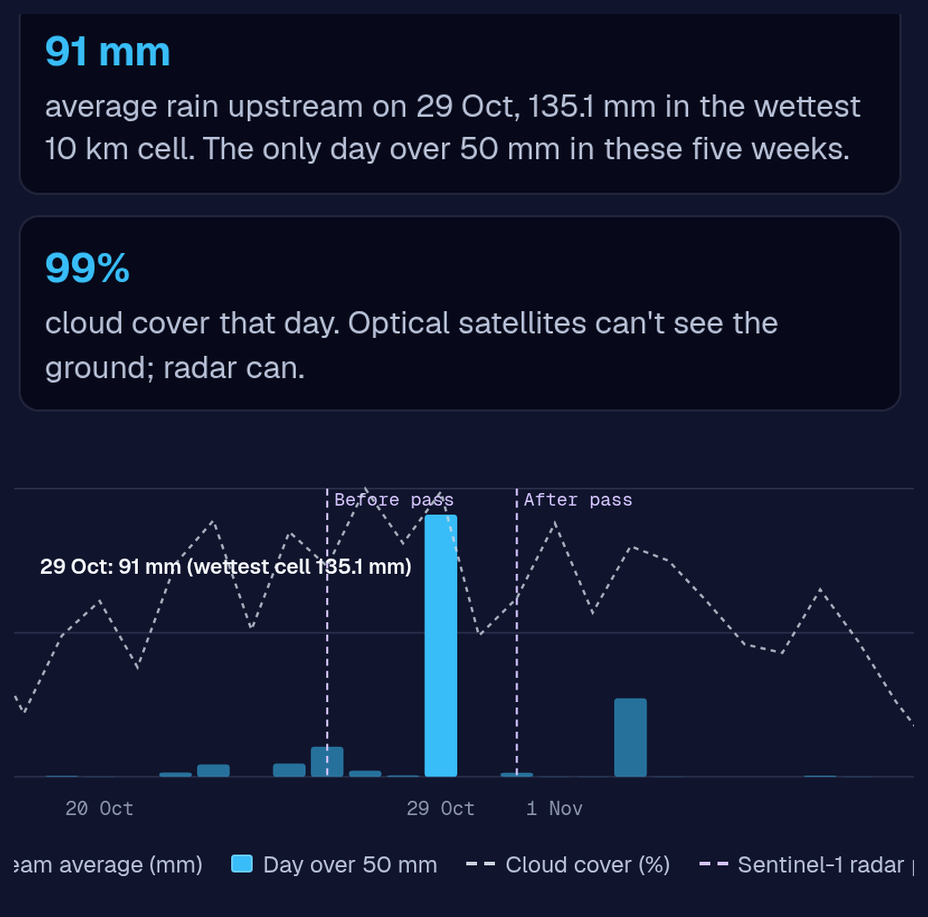 91 mm
average rain upstream on 29 Oct, 135.1 mm in the wettest
10 km cell. The only day over 50 mm in these five weeks.
99%
cloud cover that day. Optical satellites can't see the
ground; radar can.
Before pass
After pass
29 Oct: 91 mm (wettest cell 135.1 mm)
20 Oct
29 Oct
1 Nov
eam average (mm)
Day over 50 mm
Cloud cover (%)
Sentinel-1 radar